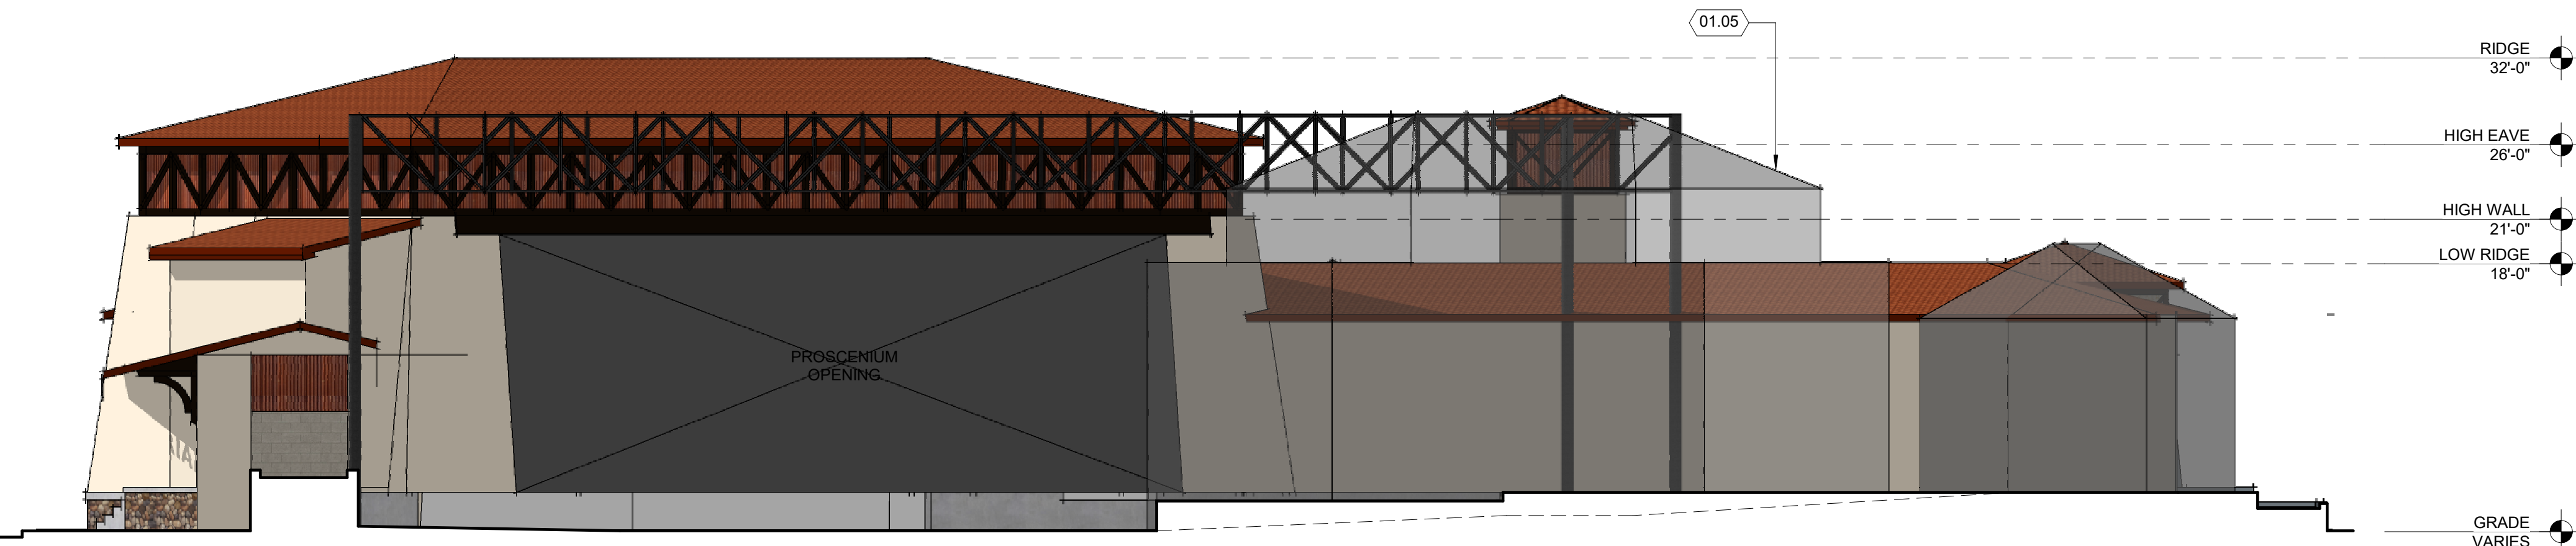 01.05
RIDGE
32'-0"
HIGH EAVE
26'-0"
HIGH WALL
21'-0"
LOW RIDGE
18'-0"
PROSCENIUM
OPENING
GRADE
VARIES